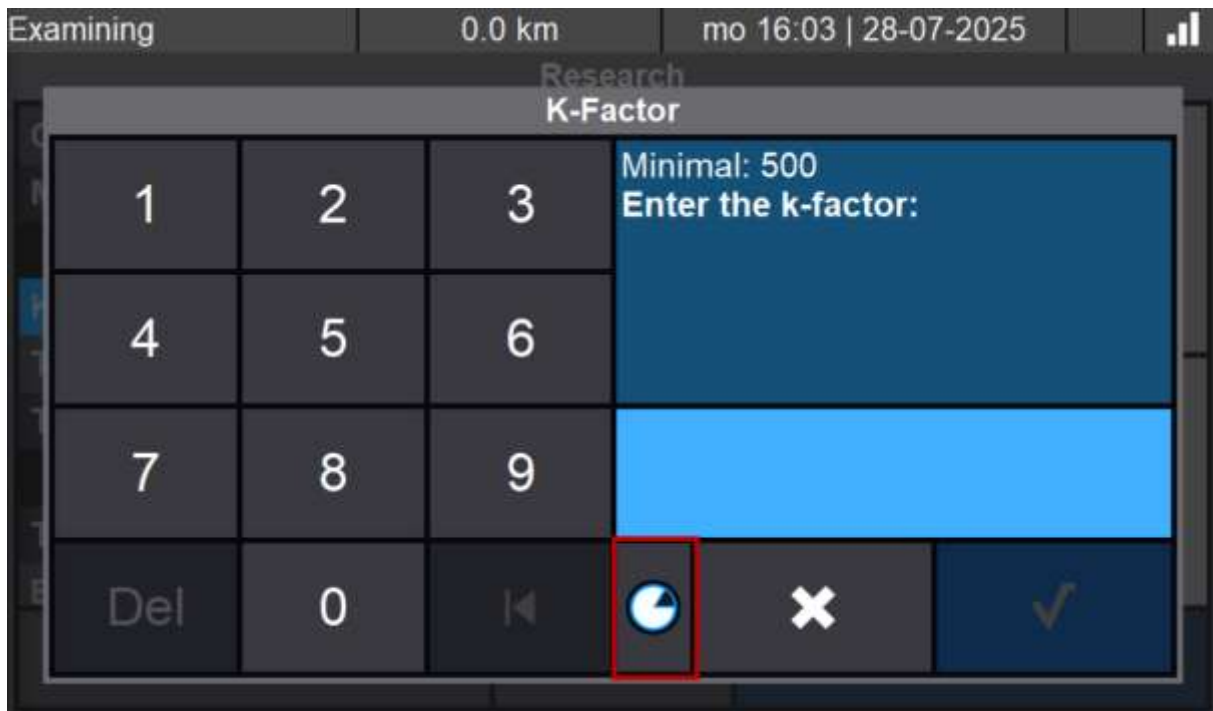 Examining 0.0 km mo 16:03 | 28-07-2025
Research
K-Factor
1 2 3 Minimal: 500
Enter the k-factor:
4 5 6
7 8 9
Del 0